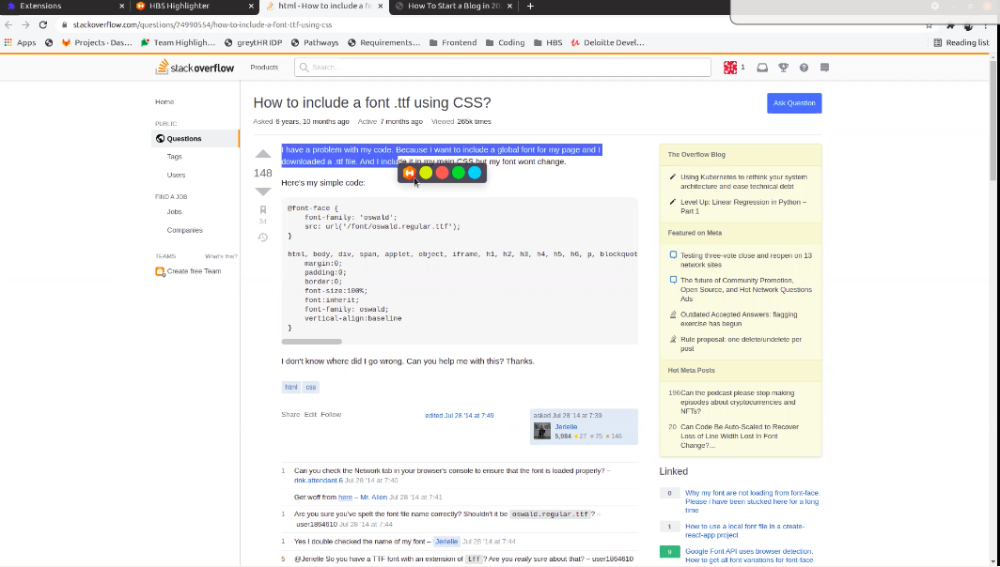 Extensions
HBS Highlighter
html - How to include a fo
How To Start a Blog in 202
stackoverflow.com/questions/24990554/how-to-include-a-font-ttf-using-css
Apps
Projects - Das...
Team Highlig...
greytHR IDP
Pathways
Requirements...
Frontend
Coding
HBS
Deloitte Devel...
Reading list
stackoverflow
Products
Search...
1
Home
PUBLIC
Questions
Tags
Users
FIND A JOB
Jobs
Companies
TEAMS What's this?
Create free Team
How to include a font .ttf using CSS?
Ask Question
Asked 6 years, 10 months ago Active 7 months ago Viewed 265k times
148
34
I have a problem with my code. Because I want to include a global font for my page and I
downloaded a .ttf file. And I include it in my main CSS but my font wont change.
Here's my simple code:
@font-face {
font-family: 'oswald';
src: url('/font/oswald.regular.ttf');
}
html, body, div, span, applet, object, iframe, h1, h2, h3, h4, h5, h6, p, blockquot
margin:0;
padding:0;
border:0;
font-size:100%;
font:inherit;
font-family: oswald;
vertical-align:baseline
}
I don't know where did I go wrong. Can you help me with this? Thanks.
html css
Share Edit Follow
edited Jul 28 '14 at 7:49
asked Jul 28 '14 at 7:39
Jerielle
5,984 27 75 146
1 Can you check the Network tab in your browser's console to ensure that the font is loaded properly? –
rink.attendant.6 Jul 28 '14 at 7:40
Get woff from here – Mr. Alien Jul 28 '14 at 7:41
1 Are you sure you've spelt the font file name correctly? Shouldn't it be oswald.regular.ttf? –
user1864610 Jul 28 '14 at 7:44
1 Yes I double checked the name of my font – Jerielle Jul 28 '14 at 7:44
5 @Jerielle So you have a TTF font with an extension of tff? Are you really sure about that? – user1864610
The Overflow Blog
Using Kubernetes to rethink your system
architecture and ease technical debt
Level Up: Linear Regression in Python –
Part 1
Featured on Meta
Testing three-vote close and reopen on 13
network sites
The future of Community Promotion,
Open Source, and Hot Network Questions
Ads
Outdated Accepted Answers: flagging
exercise has begun
Rule proposal: one delete/undelete per
post
Hot Meta Posts
196 Can the podcast please stop making
episodes about cryptocurrencies and
NFTs?
20 Can Code Be Auto-Scaled to Recover
Loss of Line Width Lost In Font
Change?...
Linked
0 Why my font are not loading from font-face.
Please i have been stucked here for a long
time
1 How to use a local font file in a create-
react-app project
9 Google Font API uses browser detection.
How to get all font variations for font-face